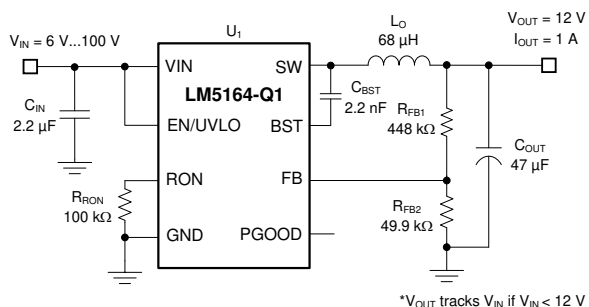 U1
VIN = 6 V...100 V
CIN
2.2 µF
VIN
EN/UVLO
RON
GND
LM5164-Q1
SW
BST
FB
PGOOD
RRON
100 kΩ
LO
68 µH
CBST
2.2 nF
RFB1
448 kΩ
RFB2
49.9 kΩ
COUT
47 µF
VOUT = 12 V
IOUT = 1 A
*VOUT tracks VIN if VIN < 12 V